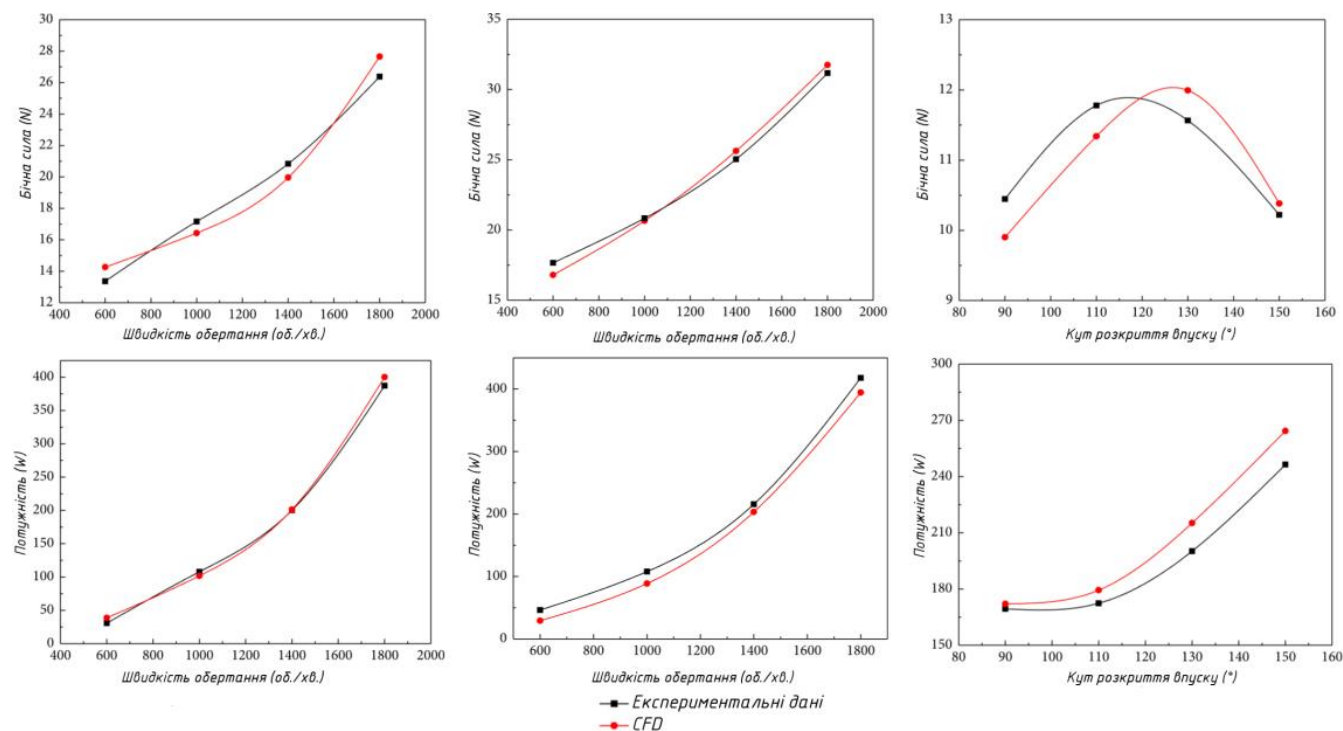 Бічна сила (N)
30
28
26
24
22
20
18
16
14
12
400 600 800 1000 1200 1400 1600 1800 2000
Швидкість обертання (об./хв.)
Бічна сила (N)
35
30
25
20
15
600 800 1000 1200 1400 1600 1800
Швидкість обертання (об./хв.)
Бічна сила (N)
13
12
11
10
9
80 90 100 110 120 130 140 150 160
Кут розкриття впуску (°)
Потужність (W)
400
350
300
250
200
150
100
50
0
400 600 800 1000 1200 1400 1600 1800 2000
Швидкість обертання (об./хв.)
Потужність (W)
400
300
200
100
0
600 800 1000 1200 1400 1600 1800
Швидкість обертання (об./хв.)
Потужність (W)
300
270
240
210
180
150
80 90 100 110 120 130 140 150 160
Кут розкриття впуску (°)
Експериментальні дані
CFD